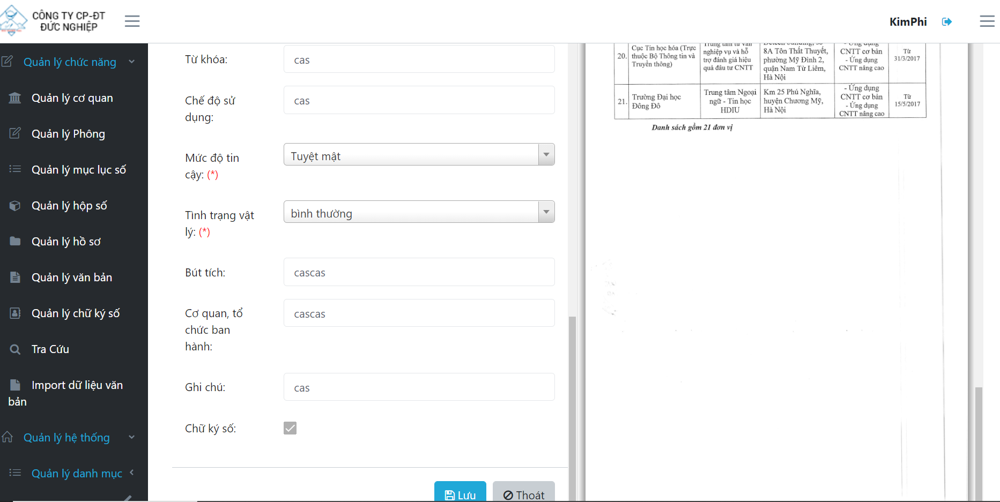 CÔNG TY CP-ĐT
ĐỨC NGHIỆP
KimPhi
Quản lý chức năng
Quản lý cơ quan
Quản lý Phông
Quản lý mục lục số
Quản lý hộp số
Quản lý hồ sơ
Quản lý văn bản
Quản lý chữ ký số
Tra Cứu
Import dữ liệu văn
bản
Quản lý hệ thống
Quản lý danh mục
Từ khóa:
cas
Chế độ sử
dụng:
cas
Mức độ tin
cậy: (*)
Tuyệt mật
Tình trạng vật
lý: (*)
bình thường
Bút tích:
cascas
Cơ quan, tổ
chức ban
hành:
cascas
Ghi chú:
cas
Chữ ký số:
Lưu
Thoát
20.
Cục Tin học hóa (Trực
thuộc Bộ Thông tin và
Truyền thông)
Trung tâm tư vấn
nghiệp vụ và hỗ
trợ đánh giá hiệu
quả đầu tư CNTT
8A Tôn Thất Thuyết,
phường Mỹ Đình 2,
quận Nam Từ Liêm,
Hà Nội
- Ứng dụng
CNTT cơ bản
- Ứng dụng
CNTT nâng cao
Từ
31/3/2017
21.
Trường Đại học
Đông Đô
Trung tâm Ngoại
ngữ - Tin học
HDIU
Km 25 Phú Nghĩa,
huyện Chương Mỹ,
Hà Nội
- Ứng dụng
CNTT cơ bản
- Ứng dụng
CNTT nâng cao
Từ
15/5/2017
Danh sách gồm 21 đơn vị